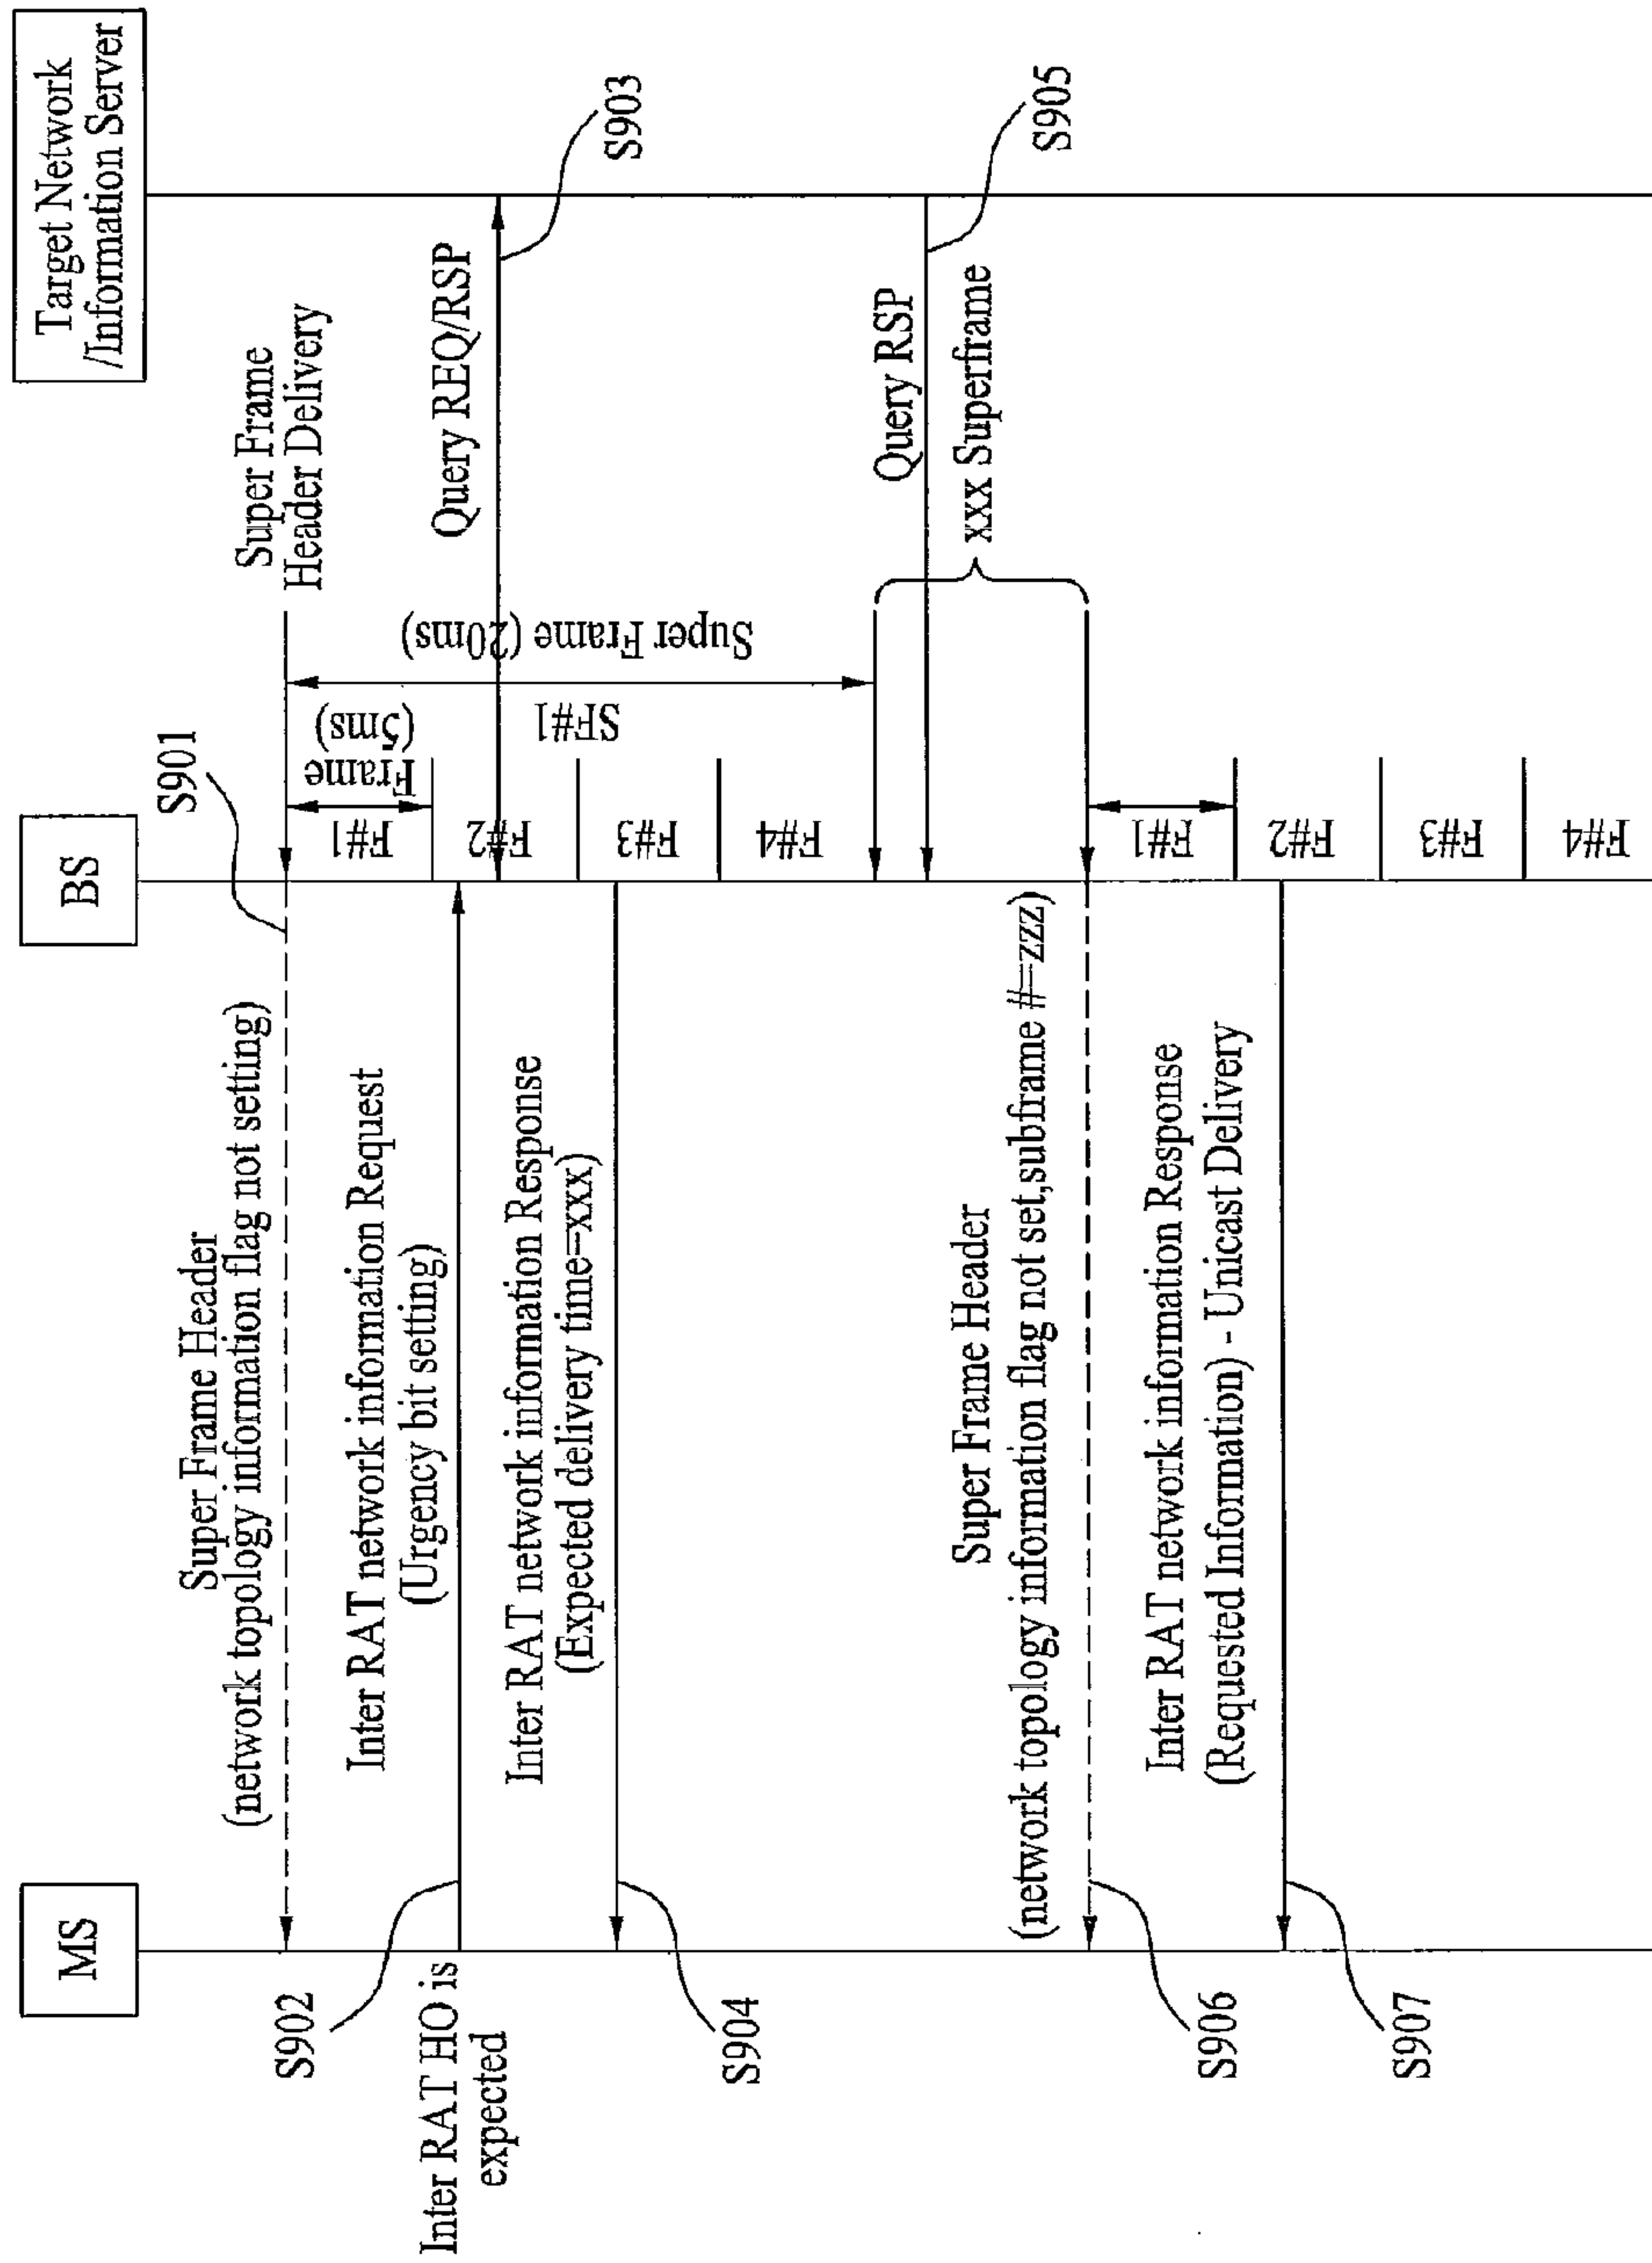 MS
BS
Target Network
/Information Server
S901
Super Frame Header
(network topology information flag not setting)
Super Frame
Header Delivery
S902
Inter RAT HO is
expected
Inter RAT network information Request
(Urgency bit setting)
F#1
Frame
(5ms)
Super Frame (20ms)
SF#1
Query REQ/RSP
S903
F#2
Inter RAT network information Response
(Expected delivery time=xxx)
S904
F#3
F#4
Query RSP
S905
xxx Superframe
Super Frame Header
(network topology information flag not set,subframe #=zzz)
S906
F#1
Inter RAT network information Response
(Requested Information) - Unicast Delivery
S907
F#2
F#3
F#4